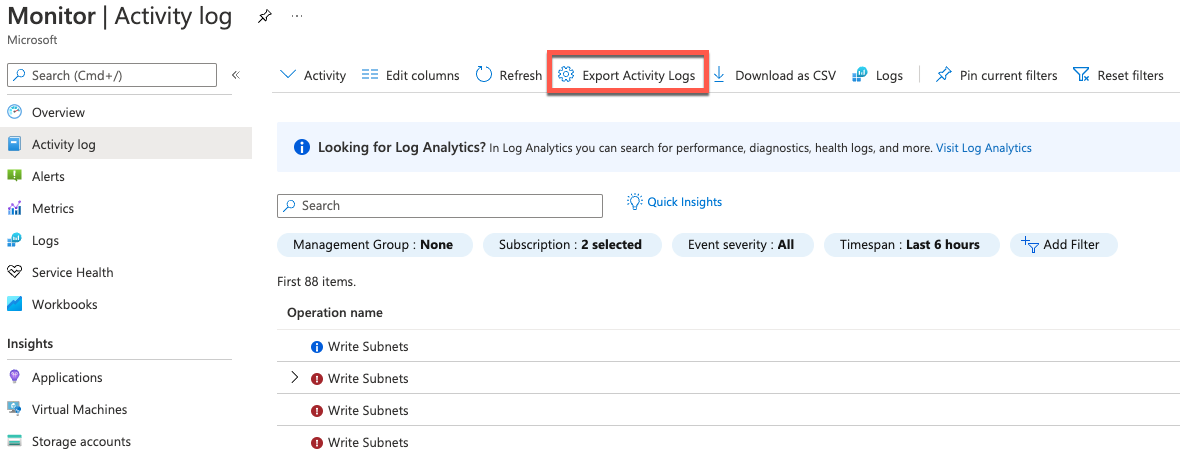 Monitor | Activity log ...
Microsoft
Search (Cmd+/)
«
Activity Edit columns Refresh Export Activity Logs Download as CSV Logs Pin current filters Reset filters
Overview
Activity log
Alerts
Metrics
Logs
Service Health
Workbooks
Insights
Applications
Virtual Machines
Storage accounts
Looking for Log Analytics? In Log Analytics you can search for performance, diagnostics, health logs, and more. Visit Log Analytics
Search
Quick Insights
Management Group : None Subscription : 2 selected Event severity : All Timespan : Last 6 hours Add Filter
First 88 items.
Operation name
Write Subnets
Write Subnets
Write Subnets
Write Subnets